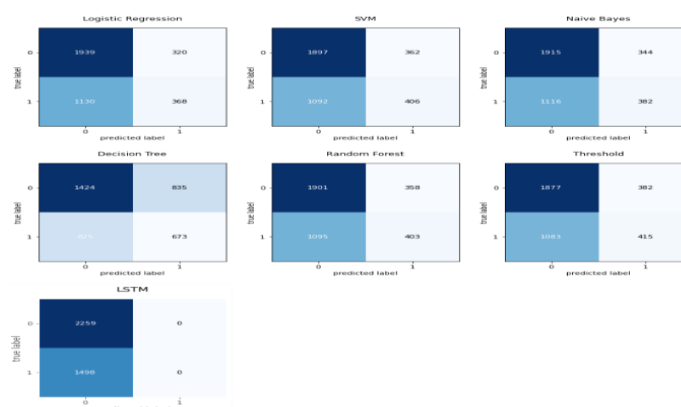 Logistic Regression
SVM
Naive Bayes
true label
0
1939
320
1
1130
368
0
1
predicted label
true label
0
1897
362
1
1092
406
0
1
predicted label
true label
0
1915
344
1
1116
382
0
1
predicted label
Decision Tree
Random Forest
Threshold
true label
0
1424
835
1
673
0
1
predicted label
true label
0
1901
358
1
1095
403
0
1
predicted label
true label
0
1877
382
1
1083
415
0
1
predicted label
LSTM
true label
0
2259
0
1
1498
0
0
1